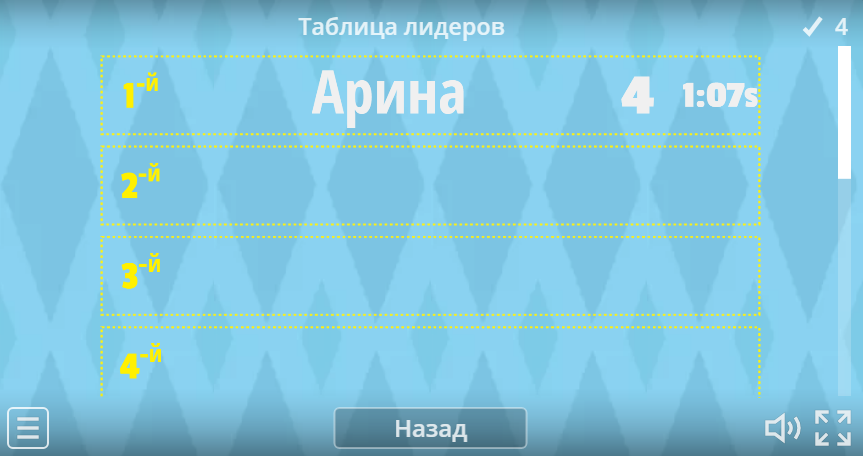 Таблица лидеров 4
1-й Арина 4 1:07s
2-й
3-й
4-й
Назад